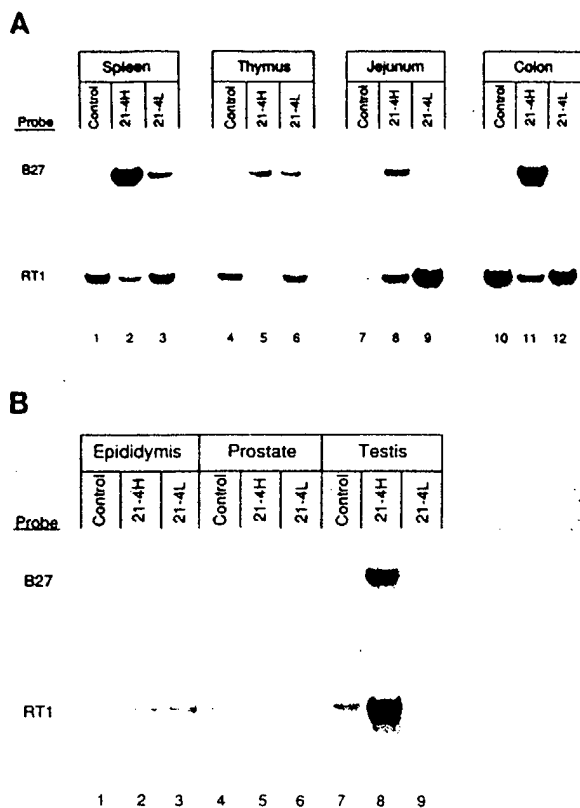 A
Spleen Thymus Jejunum Colon
Probe Control 21-4H 21-4L Control 21-4H 21-4L Control 21-4H 21-4L Control 21-4H 21-4L
B27
RT1
1 2 3 4 5 6 7 8 9 10 11 12
B
Epididymis Prostate Testis
Probe Control 21-4H 21-4L Control 21-4H 21-4L Control 21-4H 21-4L
B27
RT1
1 2 3 4 5 6 7 8 9